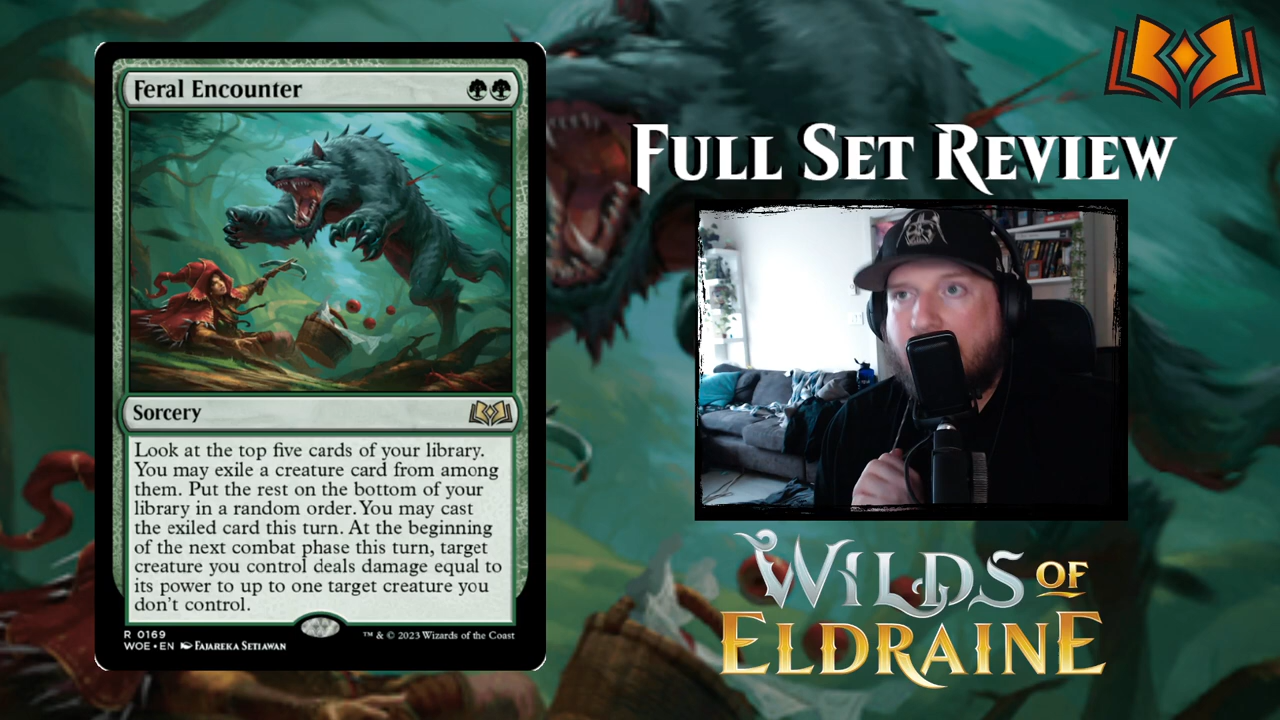 Feral Encounter
Sorcery
Look at the top five cards of your library.
You may exile a creature card from among
them. Put the rest on the bottom of your
library in a random order. You may cast
the exiled card this turn. At the beginning
of the next combat phase this turn, target
creature you control deals damage equal to
its power to up to one target creature you
don't control.
R 0169
WOE • EN Fajareka Setiawan
™ & © 2023 Wizards of the Coast
Full Set Review
Wilds of
Eldraine